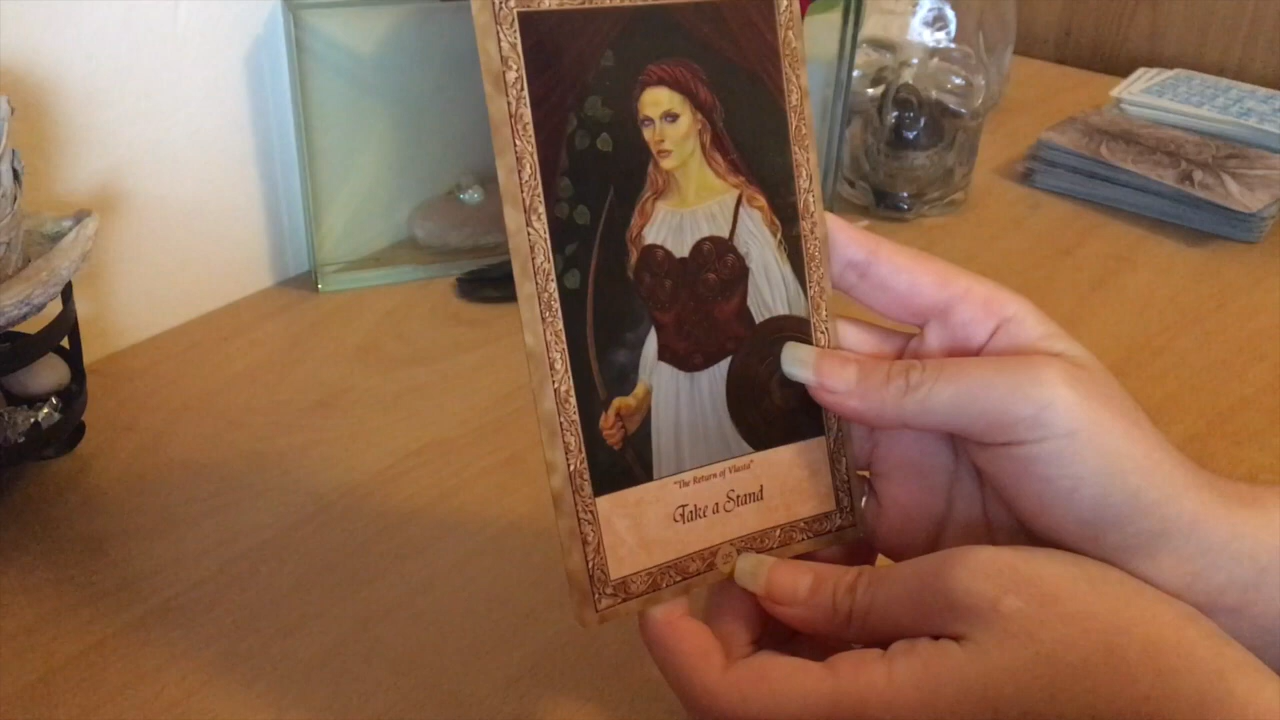 "The Return of Vlasta"
Take a Stand